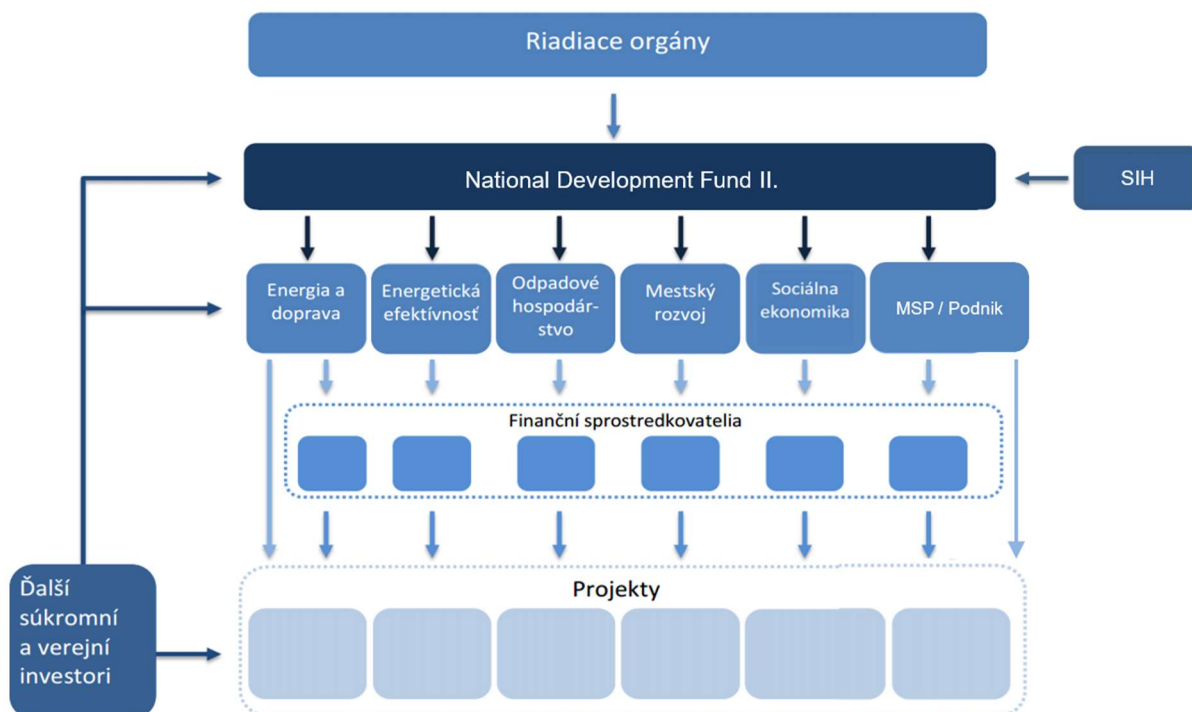 Riadiace orgány
National Development Fund II.
SIH
Energia a
doprava
Energetická
efektívnosť
Odpadové
hospodár-
stvo
Mestský
rozvoj
Sociálna
ekonomika
MSP / Podnik
Finanční sprostredkovatelia
Projekty
Ďalší
súkromní
a verejní
investori